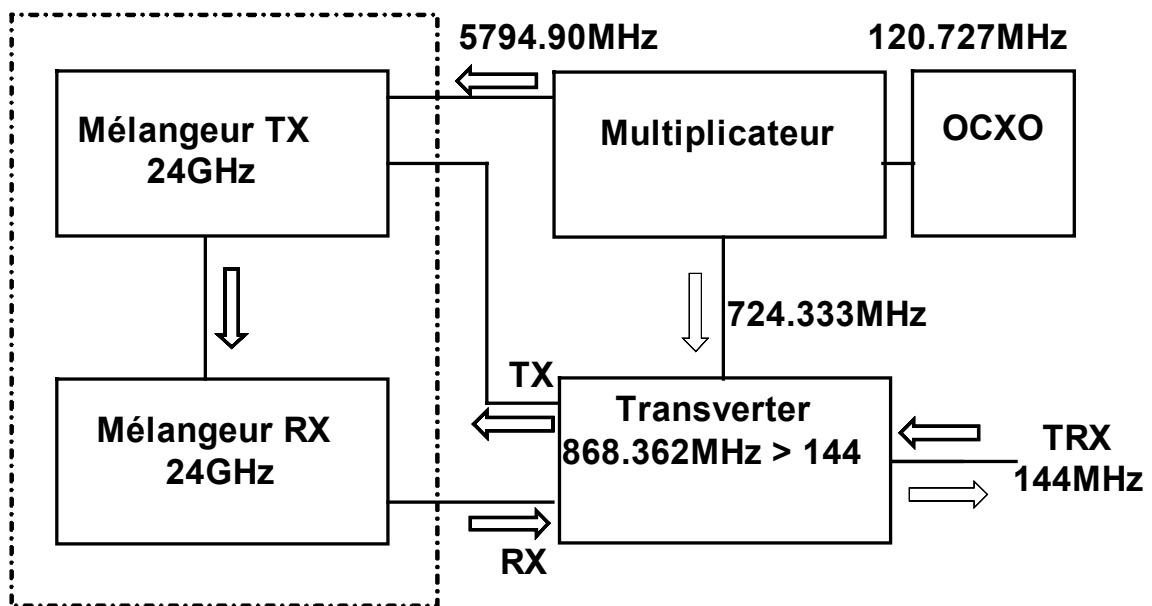 5794.90MHz
120.727MHz
Mélangeur TX
24GHz
Multiplicateur
OCXO
724.333MHz
TX
Mélangeur RX
24GHz
Transverter
868.362MHz > 144
TRX
144MHz
RX